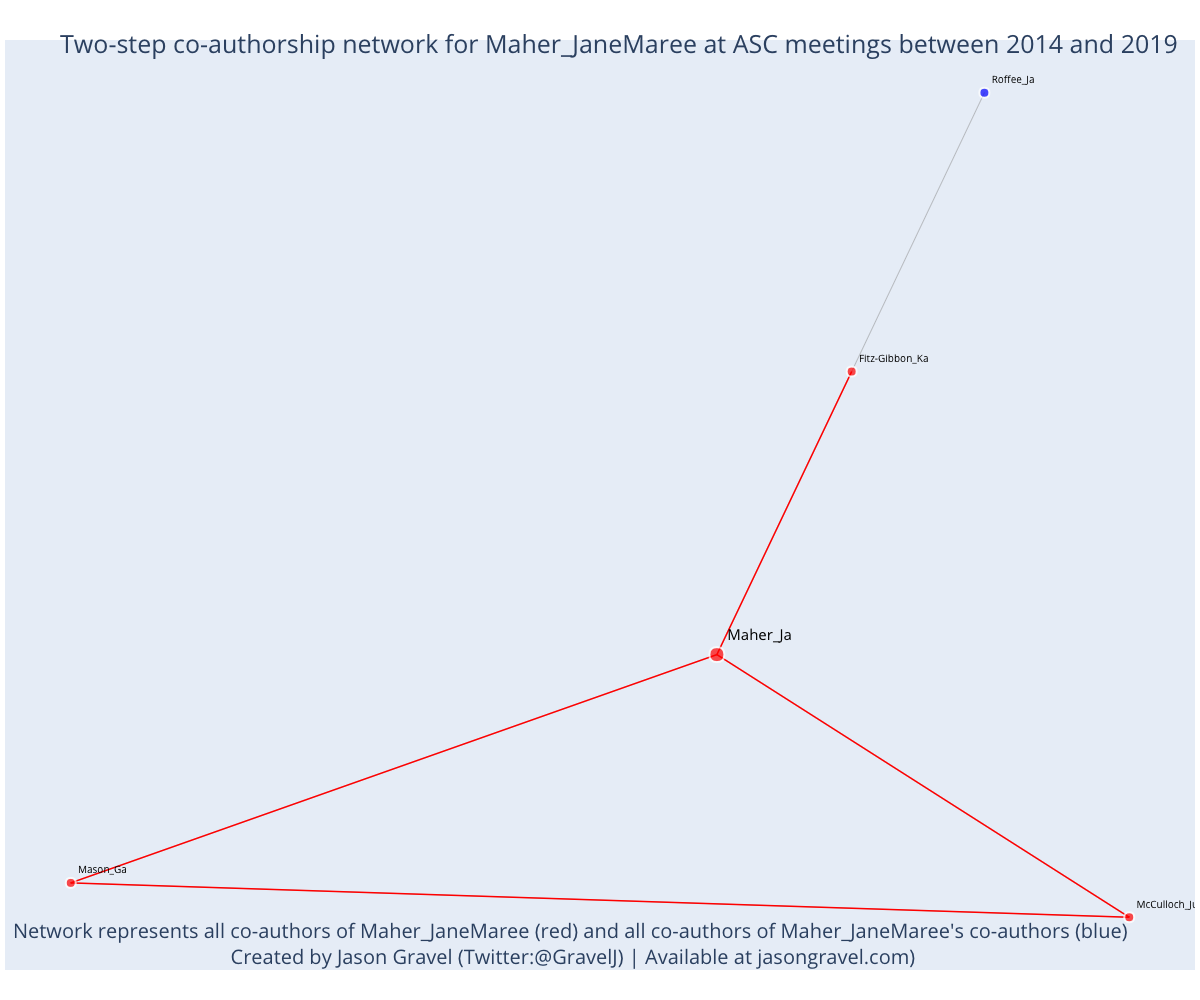 Two-step co-authorship network for Maher_JaneMaree at ASC meetings between 2014 and 2019
Roffee_Ja
Fitz-Gibbon_Ka
Maher_Ja
Mason_Ga
McCulloch_Ju
Network represents all co-authors of Maher_JaneMaree (red) and all co-authors of Maher_JaneMaree's co-authors (blue)
Created by Jason Gravel (Twitter:@GravelJ) | Available at jasongravel.com)